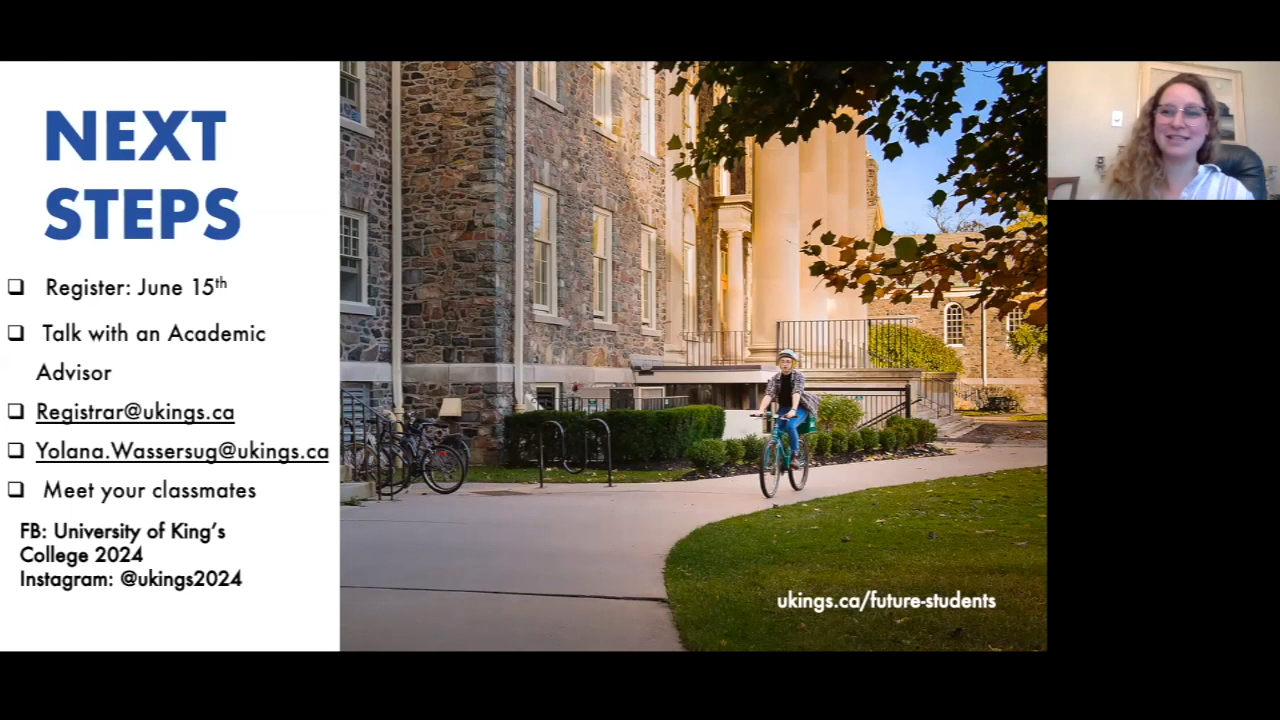 NEXT
STEPS
Register: June 15th
Talk with an Academic
Advisor
Registrar@ukings.ca
Yolana.Wassersug@ukings.ca
Meet your classmates
FB: University of King’s
College 2024
Instagram: @ukings2024
ukings.ca/future-students